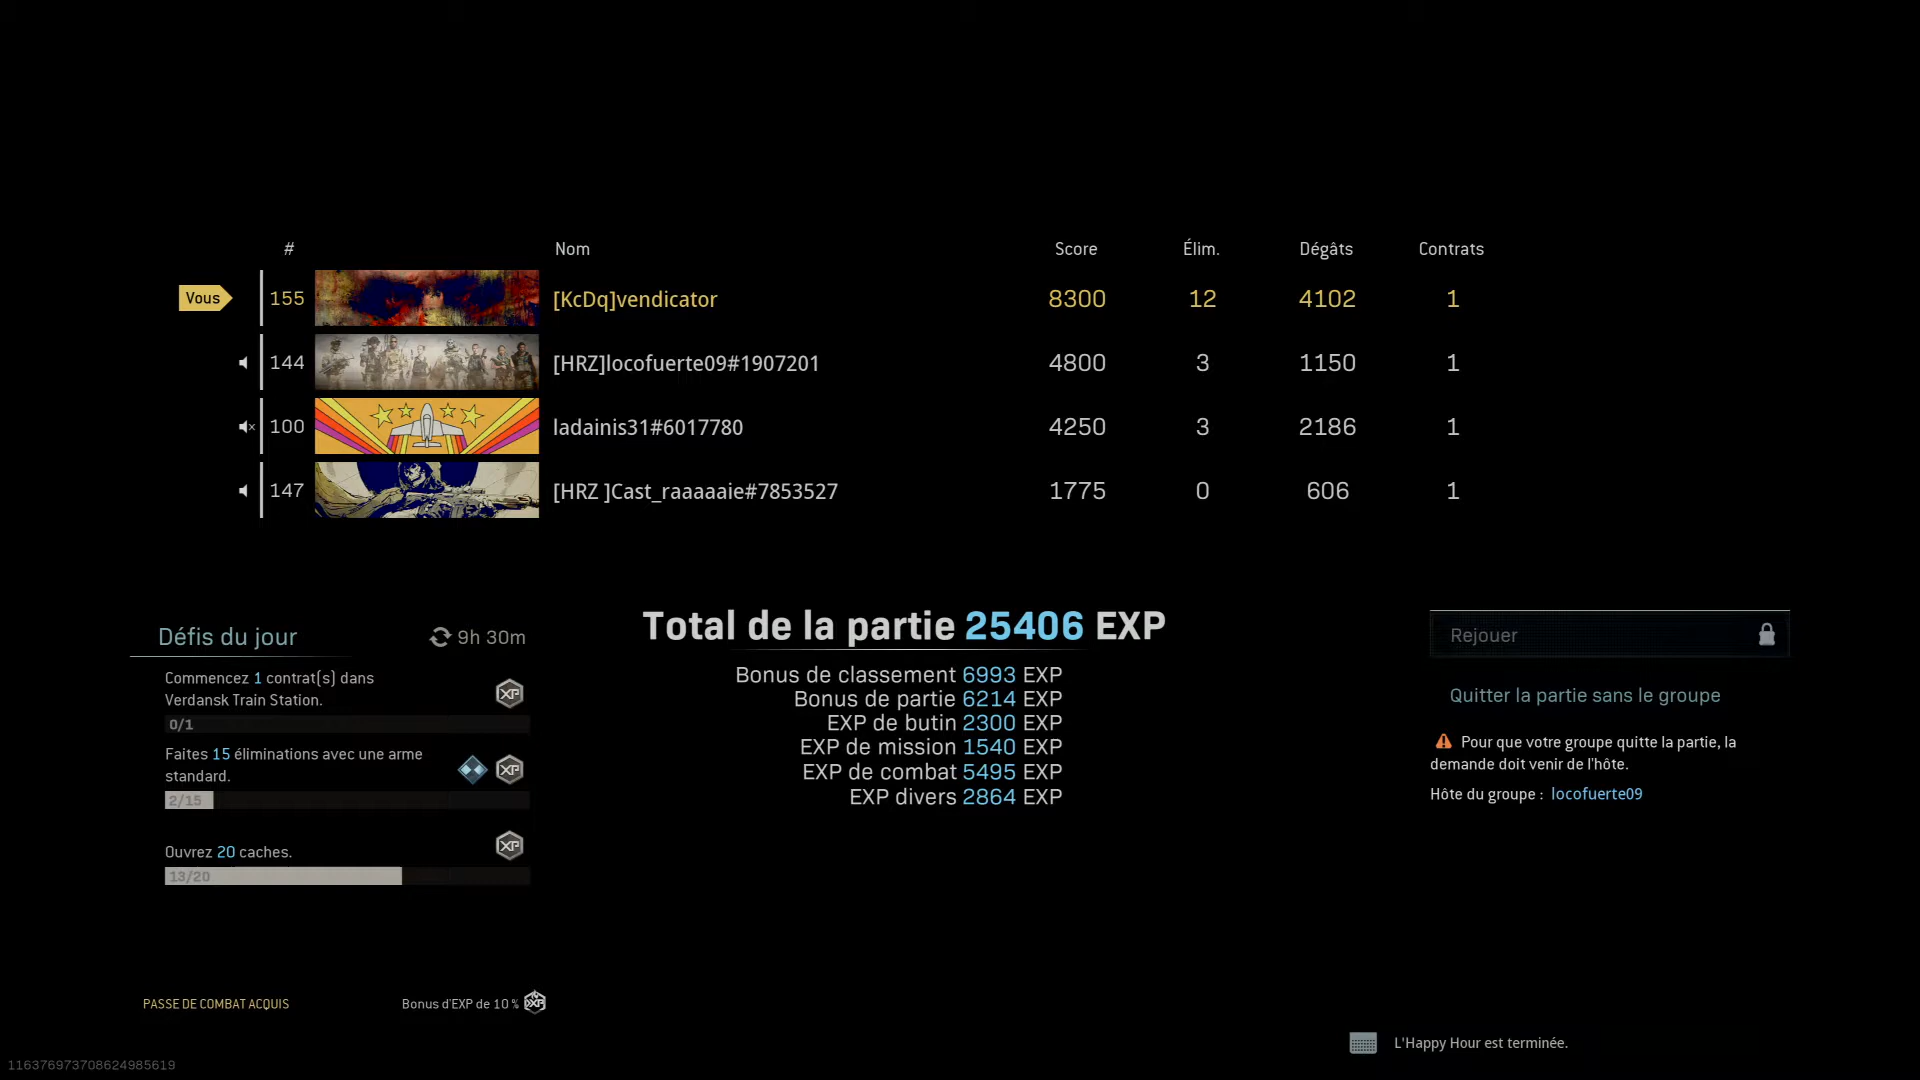 # Nom Score Élim. Dégâts Contrats
Vous 155 [KcDq]vendicator 8300 12 4102 1
144 [HRZ]locofuerte09#1907201 4800 3 1150 1
100 ladainis31#6017780 4250 3 2186 1
147 [HRZ ]Cast_raaaaaie#7853527 1775 0 606 1
Total de la partie 25406 EXP
Bonus de classement 6993 EXP
Bonus de partie 6214 EXP
EXP de butin 2300 EXP
EXP de mission 1540 EXP
EXP de combat 5495 EXP
EXP divers 2864 EXP
Défis du jour 9h 30m
Commencez 1 contrat(s) dans
Verdansk Train Station.
XP
0/1
Faites 15 éliminations avec une arme
standard.
XP
2/15
Ouvrez 20 caches.
XP
13/20
Rejouer
Quitter la partie sans le groupe
Pour que votre groupe quitte la partie, la
demande doit venir de l'hôte.
Hôte du groupe : locofuerte09
PASSE DE COMBAT ACQUIS
Bonus d'EXP de 10 %
L'Happy Hour est terminée.
116376973708624985619